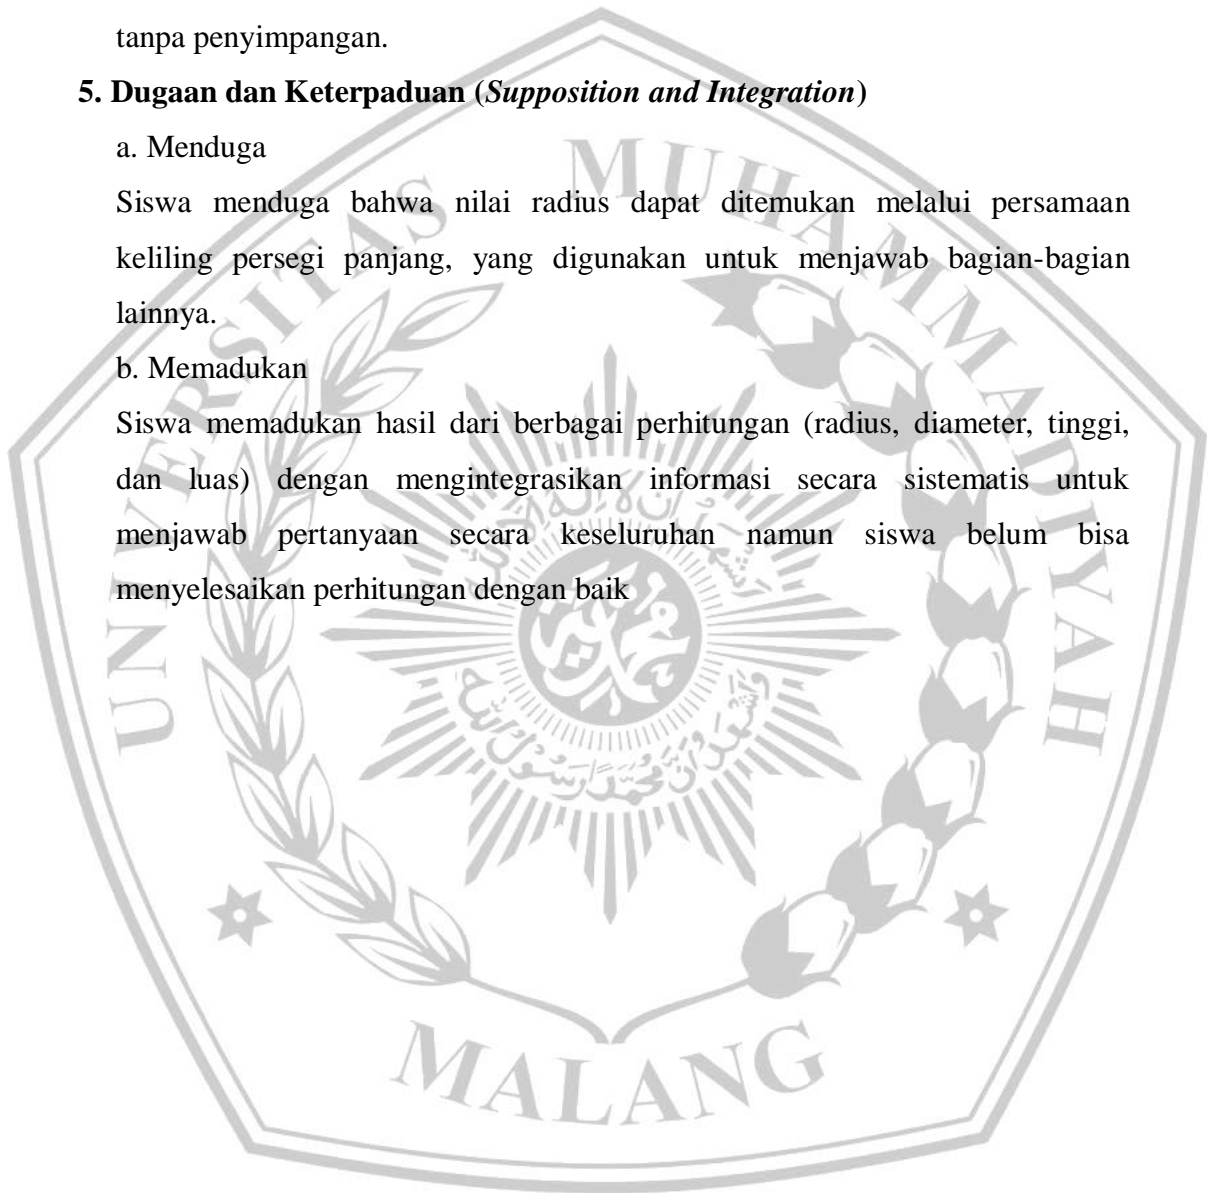 tanpa penyimpangan.
5. Dugaan dan Keterpaduan (Supposition and Integration)
a. Menduga
Siswa menduga bahwa nilai radius dapat ditemukan melalui persamaan
keliling persegi panjang, yang digunakan untuk menjawab bagian-bagian
lainnya.
b. Memadukan
Siswa memadukan hasil dari berbagai perhitungan (radius, diameter, tinggi,
dan luas) dengan mengintegrasikan informasi secara sistematis untuk
menjawab pertanyaan secara keseluruhan namun siswa belum bisa
menyelesaikan perhitungan dengan baik
UNIVERSITAS MUHAMMADIYAH
MALANG